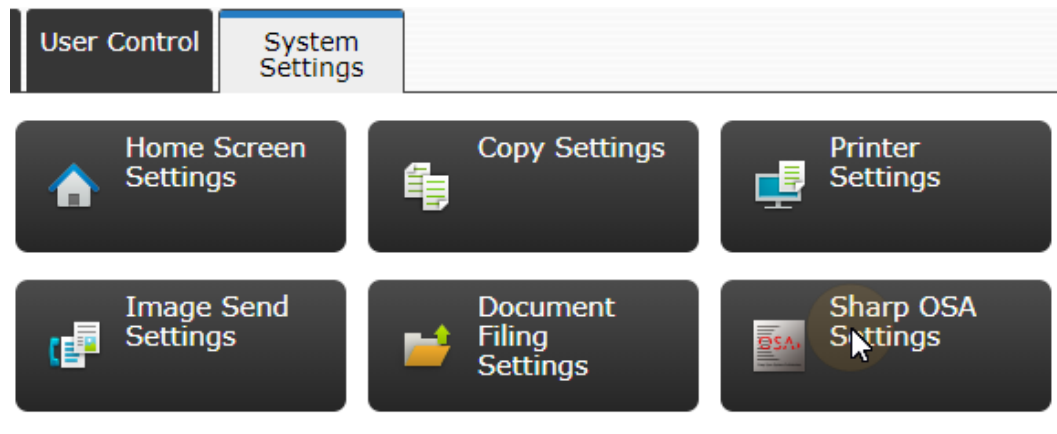 User Control
System
Settings
Home Screen
Settings
Copy Settings
Printer
Settings
Image Send
Settings
Document
Filing
Settings
OSA
Sharp OSA
Settings